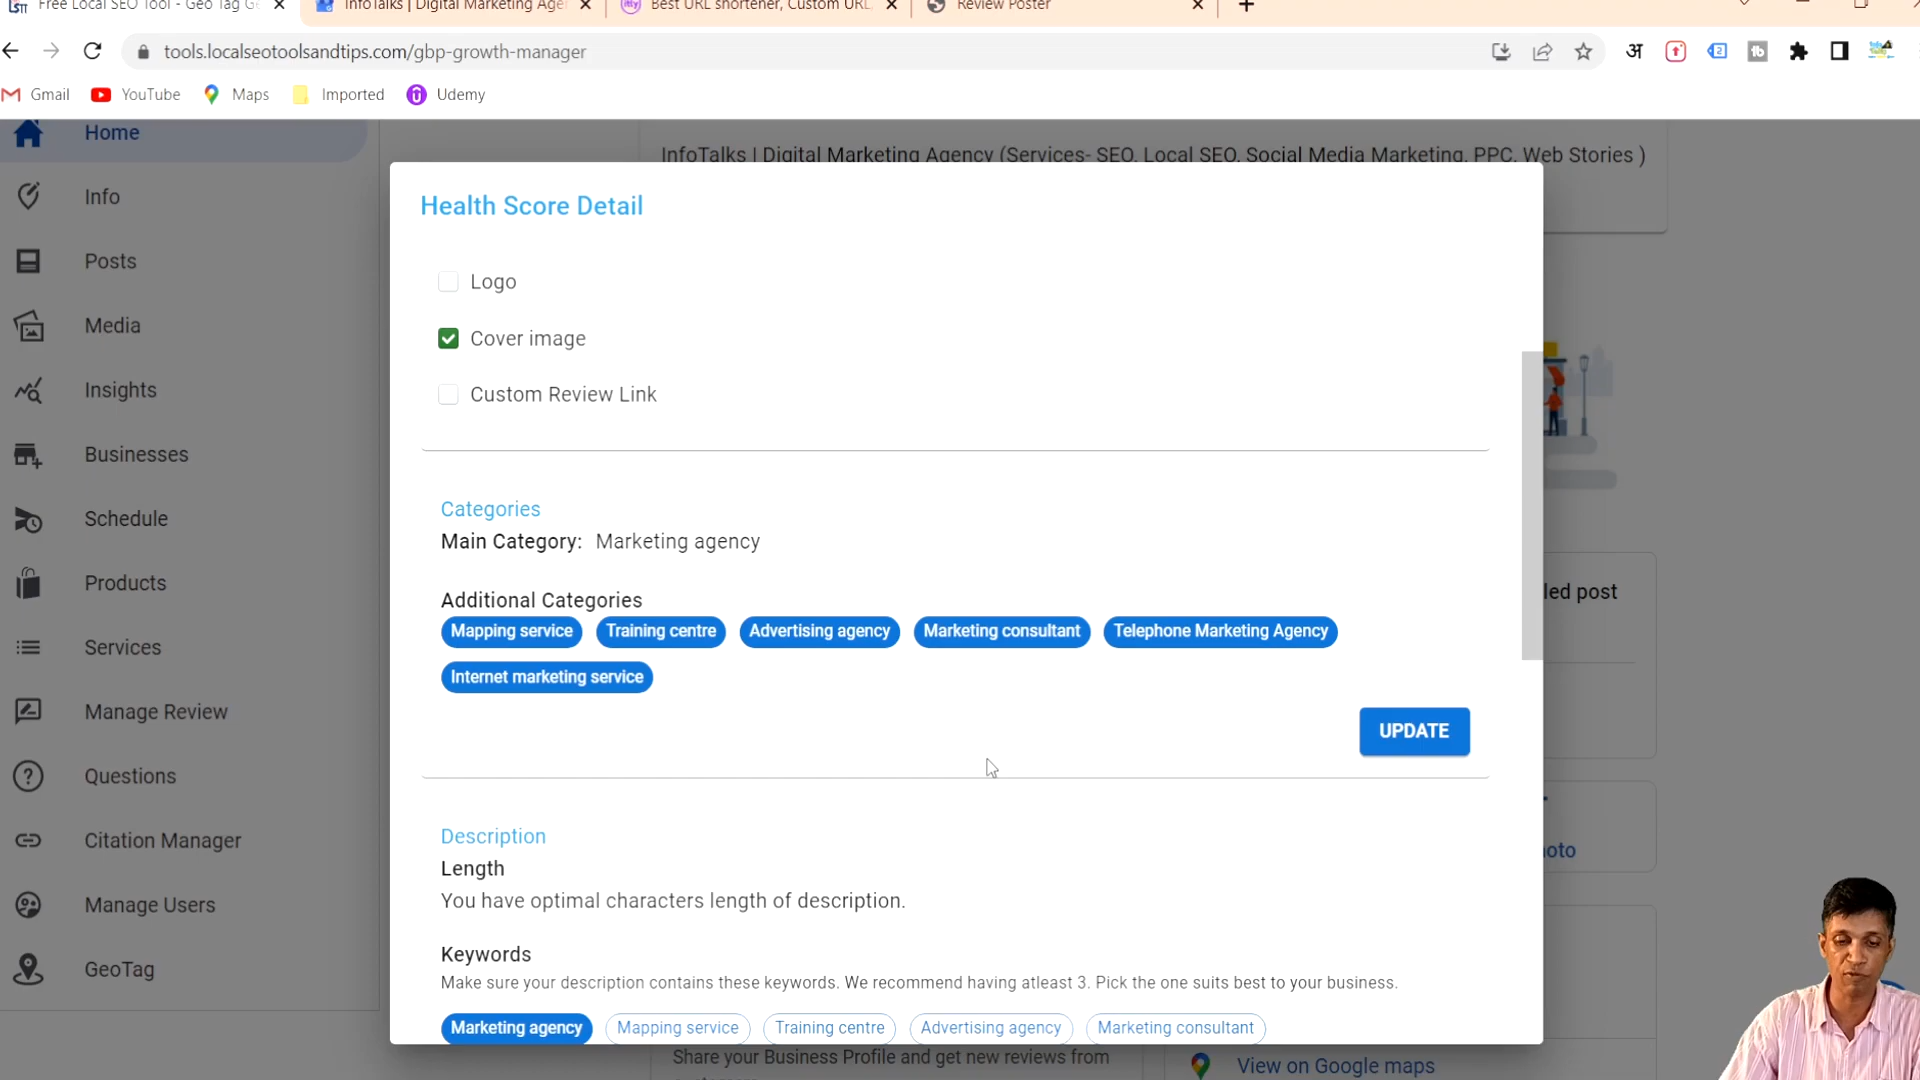 Free Local SEO Tool - Geo Tag
InfoTalks | Digital Marketing Agen
Best URL shortener, Custom URL,
Review Poster
tools.localseotoolsandtips.com/gbp-growth-manager
Gmail
YouTube
Maps
Imported
Udemy
Home
Info
Posts
Media
Insights
Businesses
Schedule
Products
Services
Manage Review
Questions
Citation Manager
Manage Users
GeoTag
InfoTalks | Digital Marketing Agency (Services- SEO, Local SEO, Social Media Marketing, PPC, Web Stories )
Health Score Detail
Logo
Cover image
Custom Review Link
Categories
Main Category: Marketing agency
Additional Categories
Mapping service Training centre Advertising agency Marketing consultant Telephone Marketing Agency
Internet marketing service
UPDATE
Description
Length
You have optimal characters length of description.
Keywords
Make sure your description contains these keywords. We recommend having atleast 3. Pick the one suits best to your business.
Marketing agency Mapping service Training centre Advertising agency Marketing consultant
led post
oto
Share your Business Profile and get new reviews from
View on Google maps